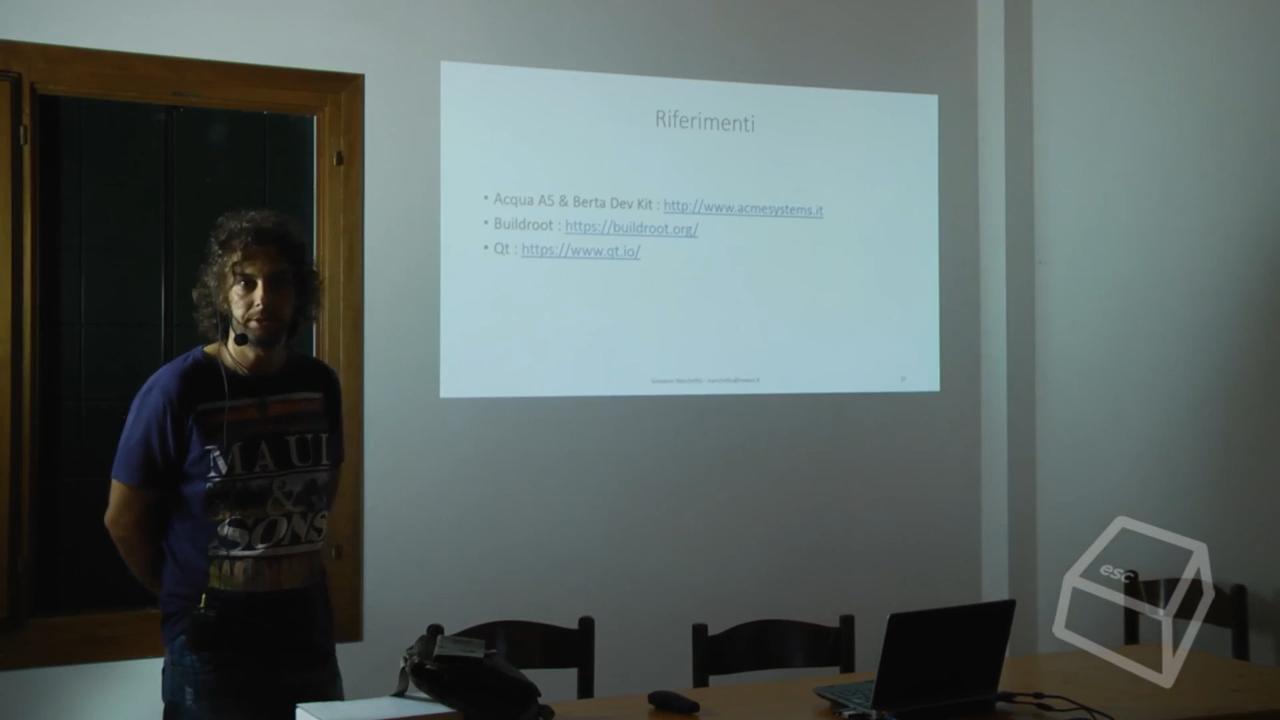 Riferimenti
• Acqua A5 & Berta Dev Kit : http://www.acmesystems.it
• Buildroot : https://buildroot.org/
• Qt : https://www.qt.io/
MAUI
&
SONS
esc